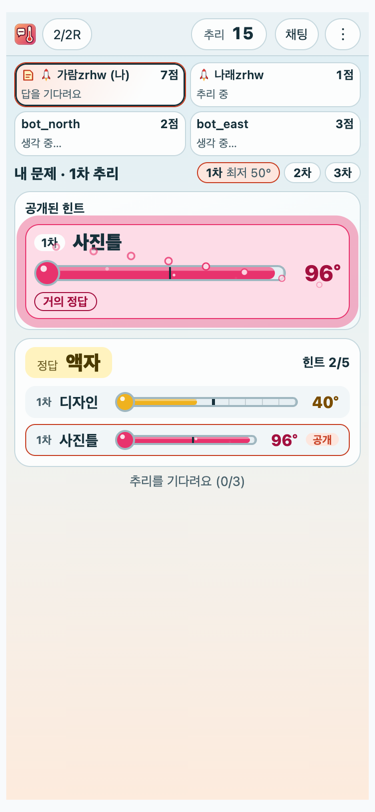 2/2R
추리 15
채팅
가람zrhw (나) 7점
답을 기다려요
나래zrhw 1점
추리 중
bot_north 2점
생각 중...
bot_east 3점
생각 중...
내 문제 · 1차 추리
1차 최저 50°
2차
3차
공개된 힌트
1차 사진틀
96°
거의 정답
정답 액자
힌트 2/5
1차 디자인 40°
1차 사진틀 96° 공개
추리를 기다려요 (0/3)